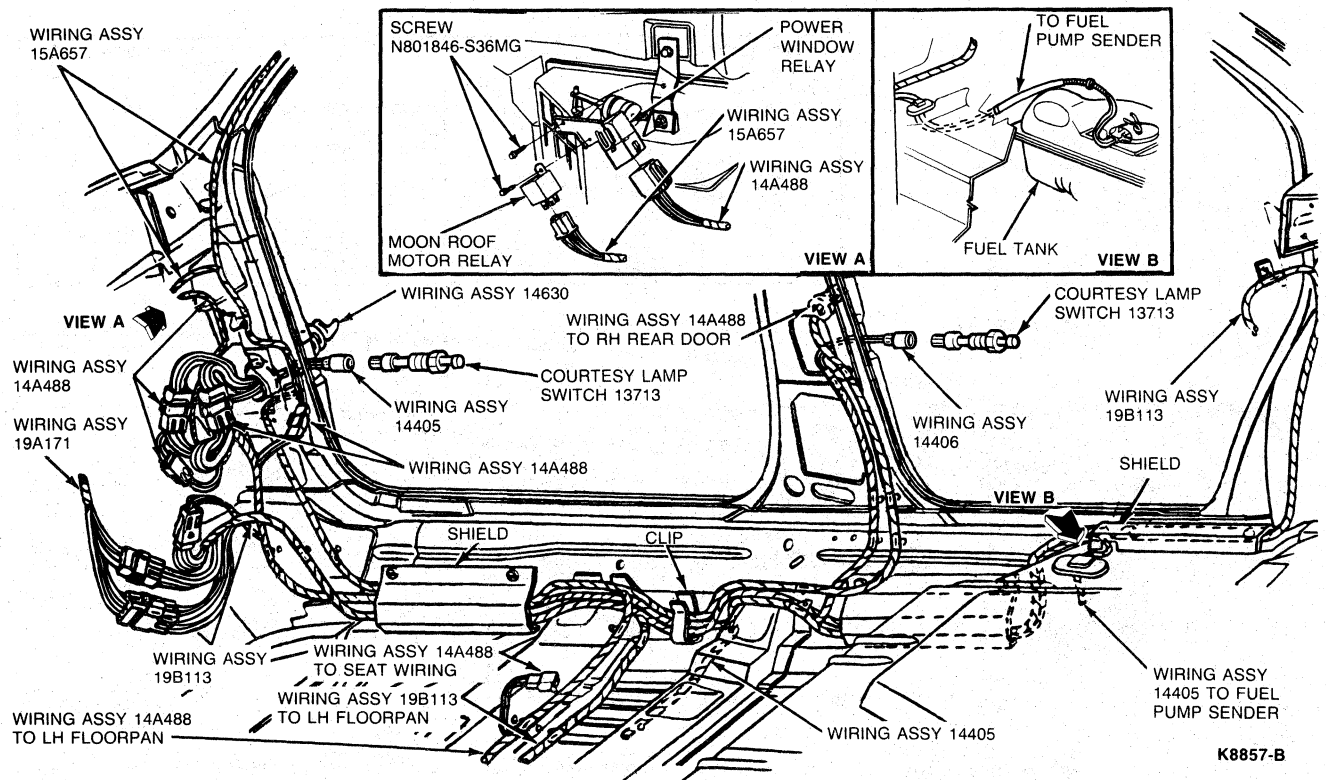 WIRING ASSY
15A657
SCREW
N801846-S36MG
POWER
WINDOW
RELAY
WIRING ASSY
15A657
WIRING ASSY
14A488
MOON ROOF
MOTOR RELAY
VIEW A
TO FUEL
PUMP SENDER
FUEL TANK
VIEW B
VIEW A
WIRING ASSY 14630
WIRING ASSY 14A488
TO RH REAR DOOR
COURTESY LAMP
SWITCH 13713
WIRING ASSY
14A488
COURTESY LAMP
SWITCH 13713
WIRING ASSY
14405
WIRING ASSY
14406
WIRING ASSY
19B113
WIRING ASSY
19A171
WIRING ASSY 14A488
SHIELD
VIEW B
SHIELD
CLIP
WIRING ASSY
19B113
WIRING ASSY 14A488
TO SEAT WIRING
WIRING ASSY 19B113
TO LH FLOORPAN
WIRING ASSY 14A488
TO LH FLOORPAN
WIRING ASSY 14405
WIRING ASSY
14405 TO FUEL
PUMP SENDER
K8857-B